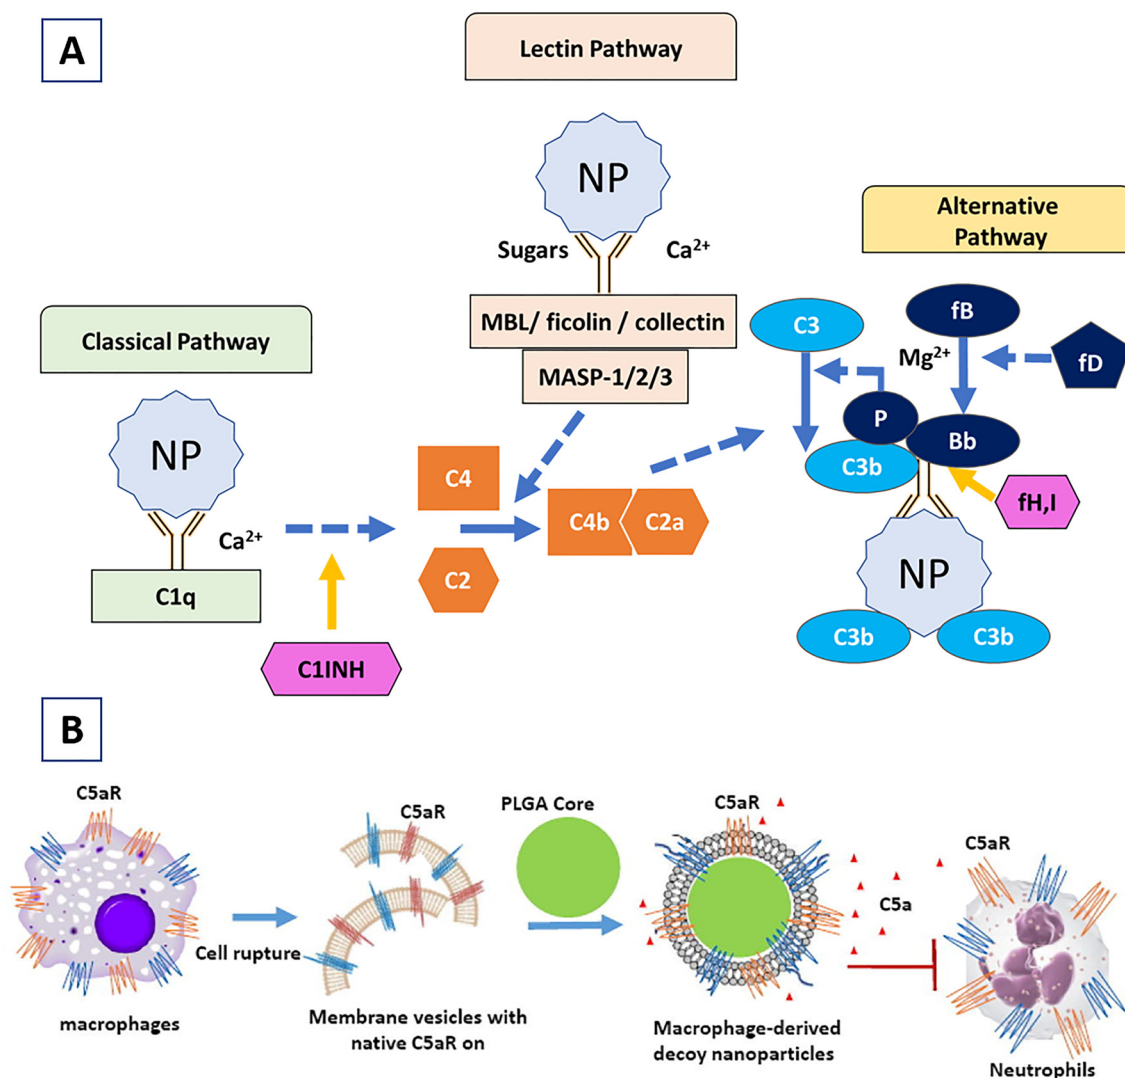 A
Lectin Pathway
NP
Sugars
Ca²⁺
MBL/ ficolin / collectin
MASP-1/2/3
Classical Pathway
NP
Ca²⁺
C1q
C1INH
C4
C2
C4b
C2a
Alternative
Pathway
C3
fB
Mg²⁺
fD
P
Bb
C3b
fH,I
NP
C3b
C3b
B
C5aR
macrophages
Cell rupture
C5aR
Membrane vesicles with
native C5aR on
PLGA Core
C5aR
Macrophage-derived
decoy nanoparticles
C5a
C5aR
Neutrophils